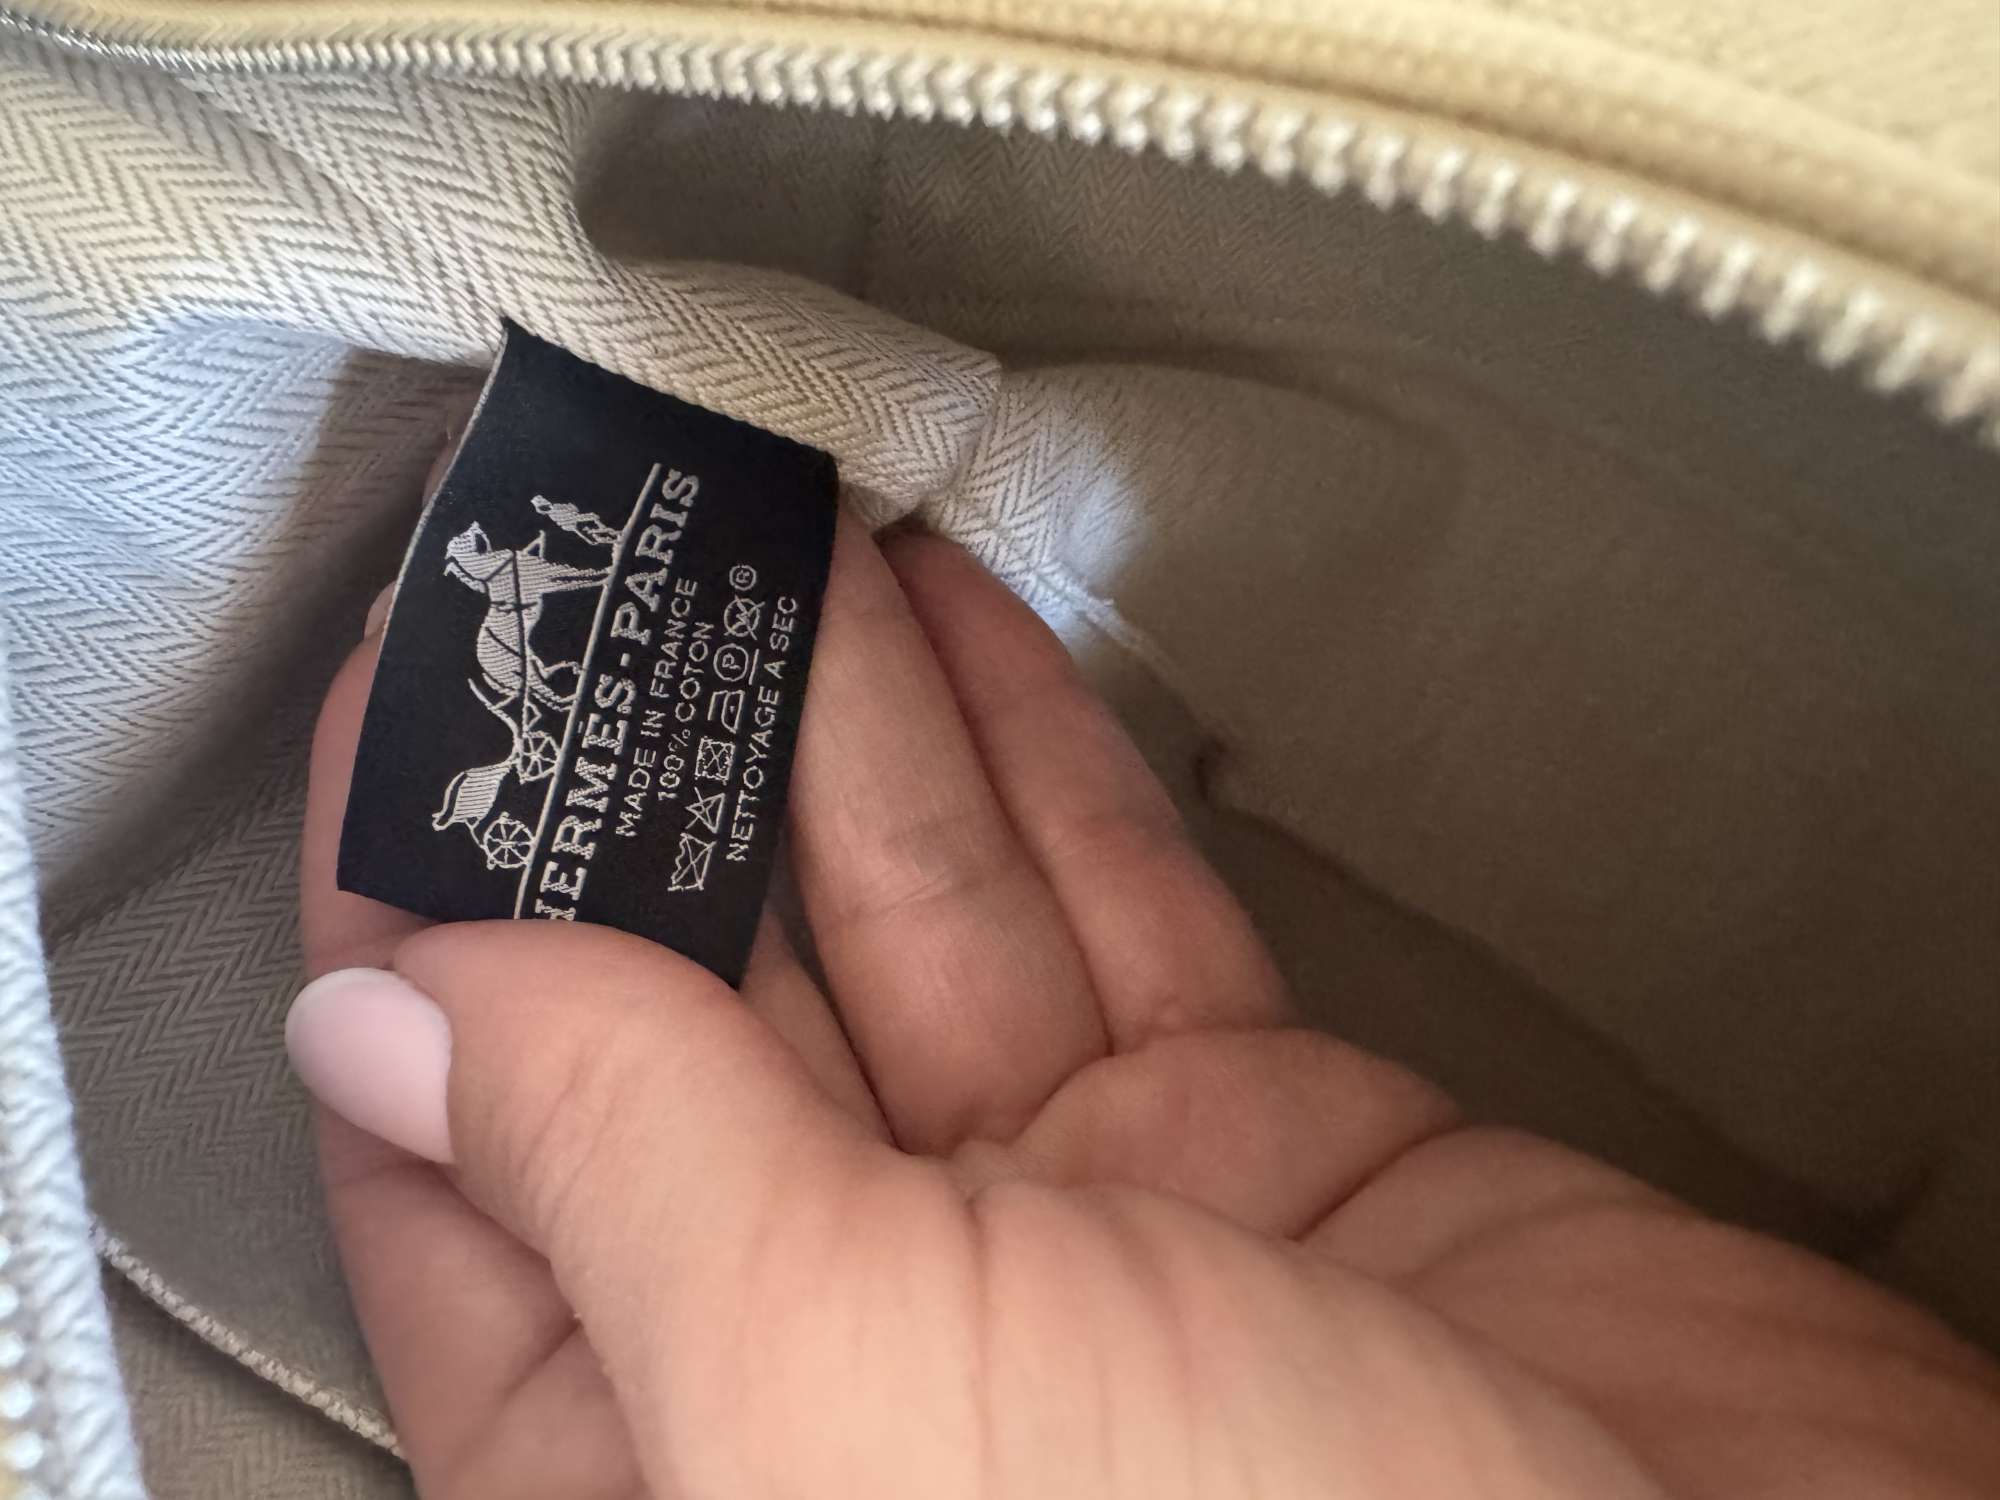 HERMÈS-PARIS
MADE IN FRANCE
100% COTON
P ®
NETTOYAGE A SEC